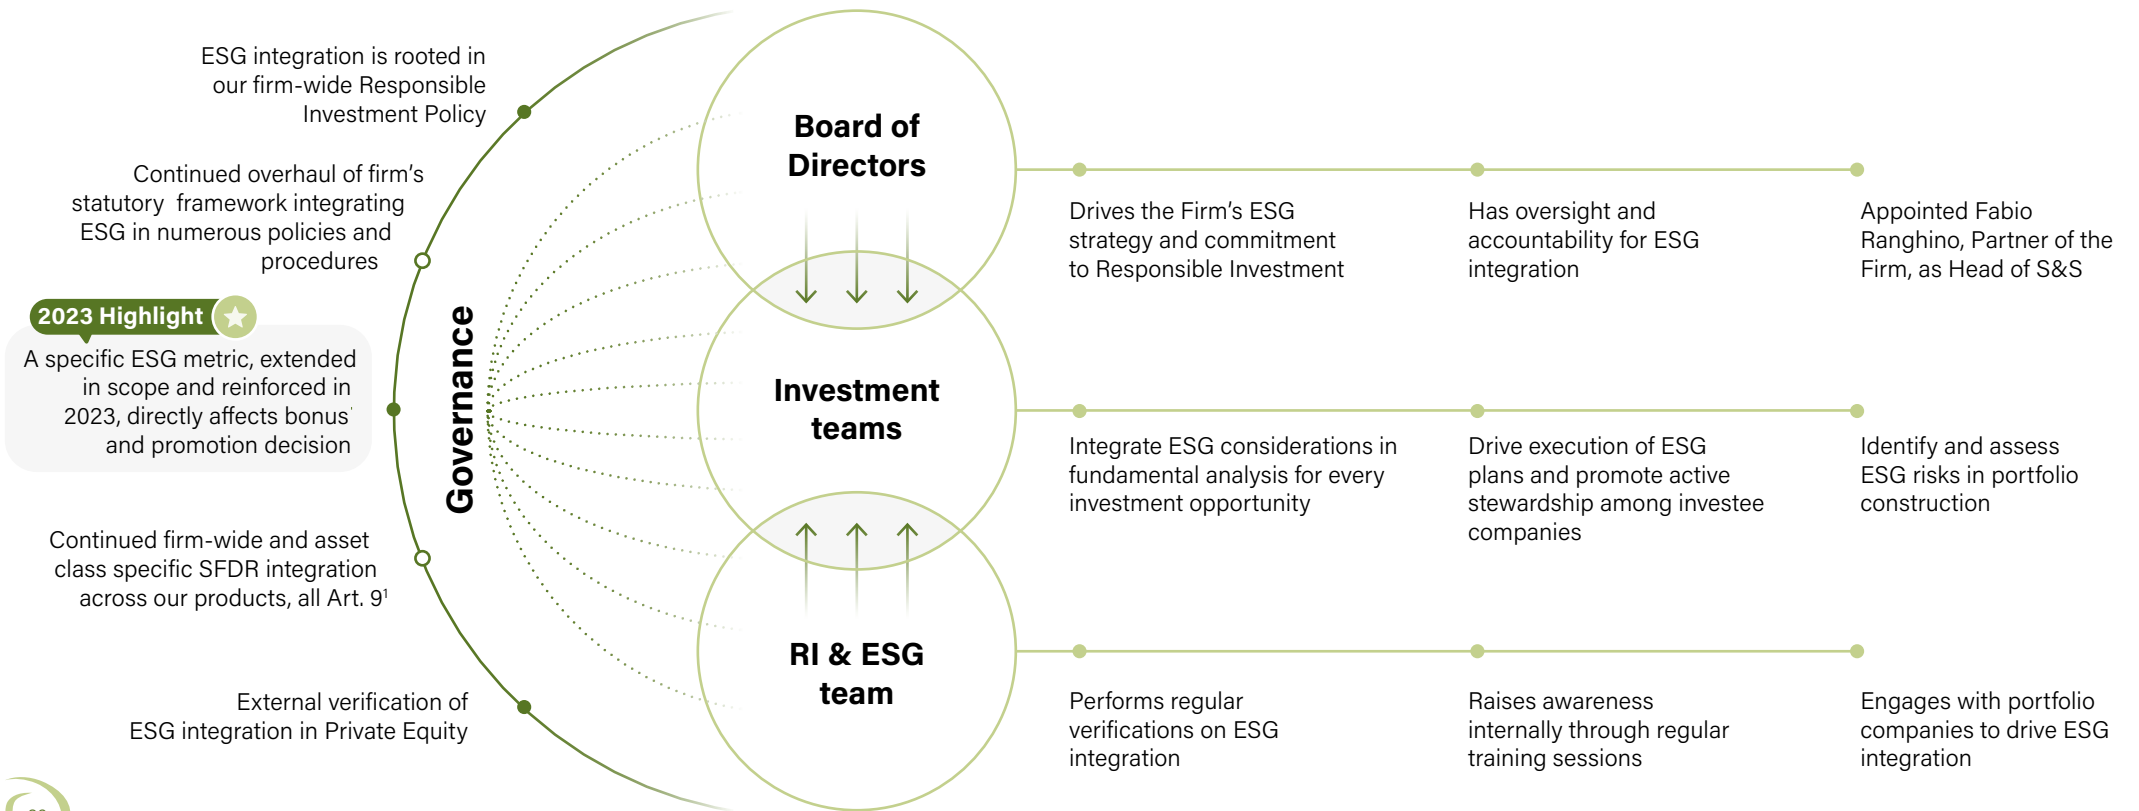 ESG integration is rooted in
our firm-wide Responsible
Investment Policy
Continued overhaul of firm's
statutory framework integrating
ESG in numerous policies and
procedures
2023 Highlight
A specific ESG metric, extended
in scope and reinforced in
2023, directly affects bonus
and promotion decision
Continued firm-wide and asset
class specific SFDR integration
across our products, all Art. 9¹
External verification of
ESG integration in Private Equity
Governance
Board of
Directors
Drives the Firm's ESG
strategy and commitment
to Responsible Investment
Has oversight and
accountability for ESG
integration
Appointed Fabio
Ranghino, Partner of the
Firm, as Head of S&S
Investment
teams
Integrate ESG considerations in
fundamental analysis for every
investment opportunity
Drive execution of ESG
plans and promote active
stewardship among investee
companies
Identify and assess
ESG risks in portfolio
construction
RI & ESG
team
Performs regular
verifications on ESG
integration
Raises awareness
internally through regular
training sessions
Engages with portfolio
companies to drive ESG
integration